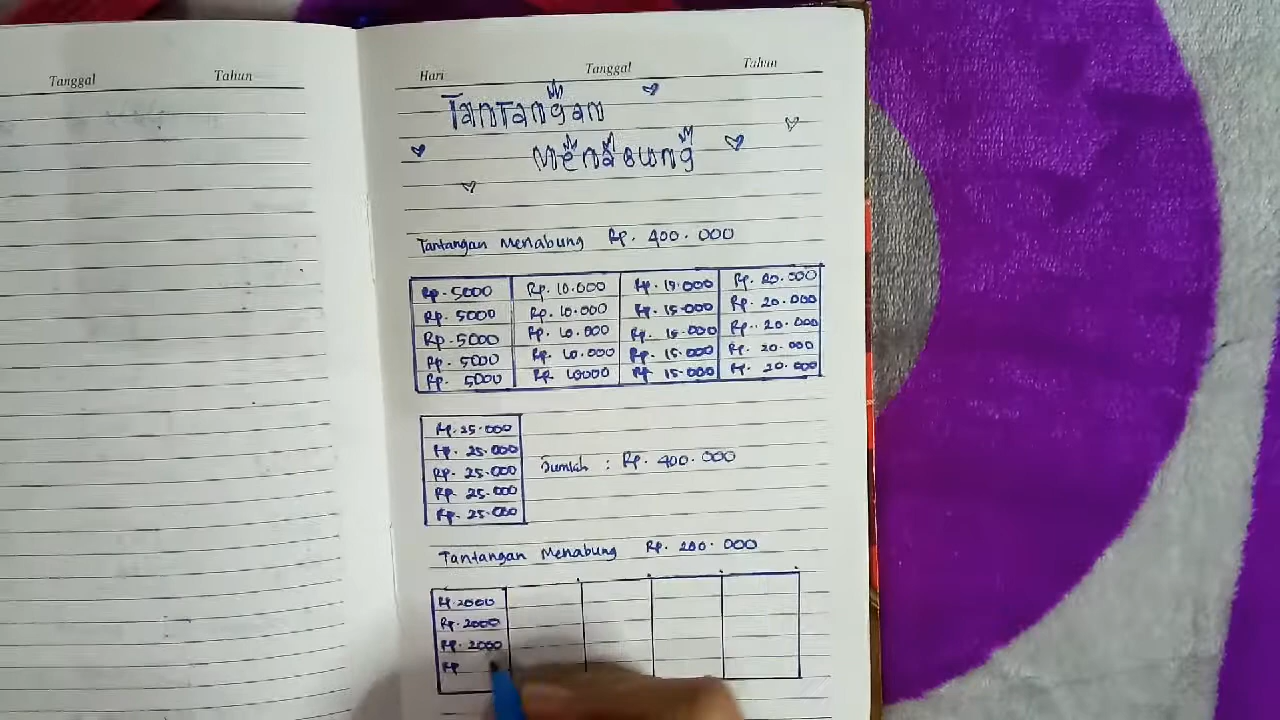 Tanggal Tahun
Hari Tanggal Tahun
Tantangan
Menabung
Tantangan Menabung Rp. 400.000
Rp. 5000 Rp. 10.000 Rp. 15.000 Rp. 20.000
Rp. 5000 Rp. 10.000 Rp. 15.000 Rp. 20.000
Rp. 5000 Rp. 10.000 Rp. 15.000 Rp. 20.000
Rp. 5000 Rp. 10.000 Rp. 15.000 Rp. 20.000
Rp. 5000 Rp. 10000 Rp. 15.000 Rp. 20.000
Rp. 25.000
Rp. 25.000
Rp. 25.000
Rp. 25.000
Rp. 25.000
Jumlah : Rp. 400.000
Tantangan Menabung Rp. 200.000
Rp. 2000
Rp. 2000
Rp. 2000
Rp